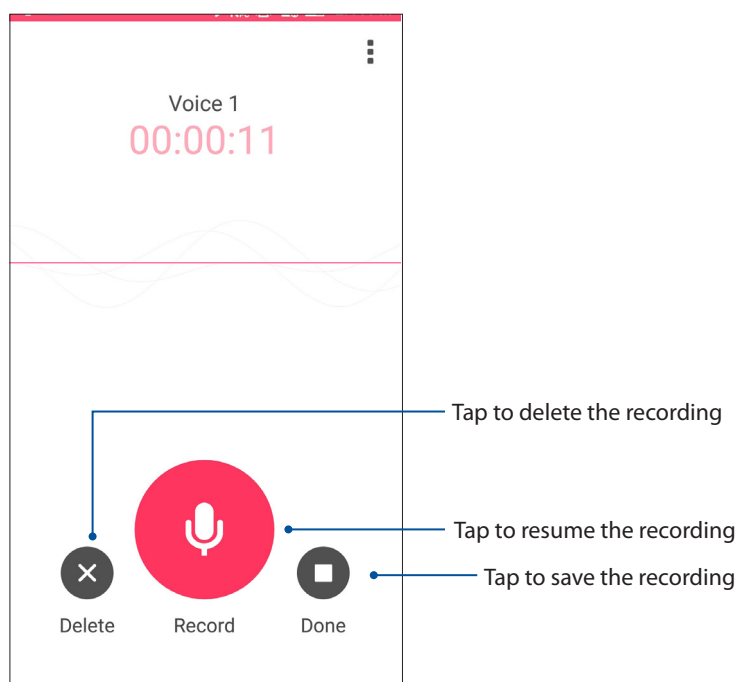 Voice 1
00:00:11
Tap to delete the recording
Tap to resume the recording
Tap to save the recording
Delete
Record
Done